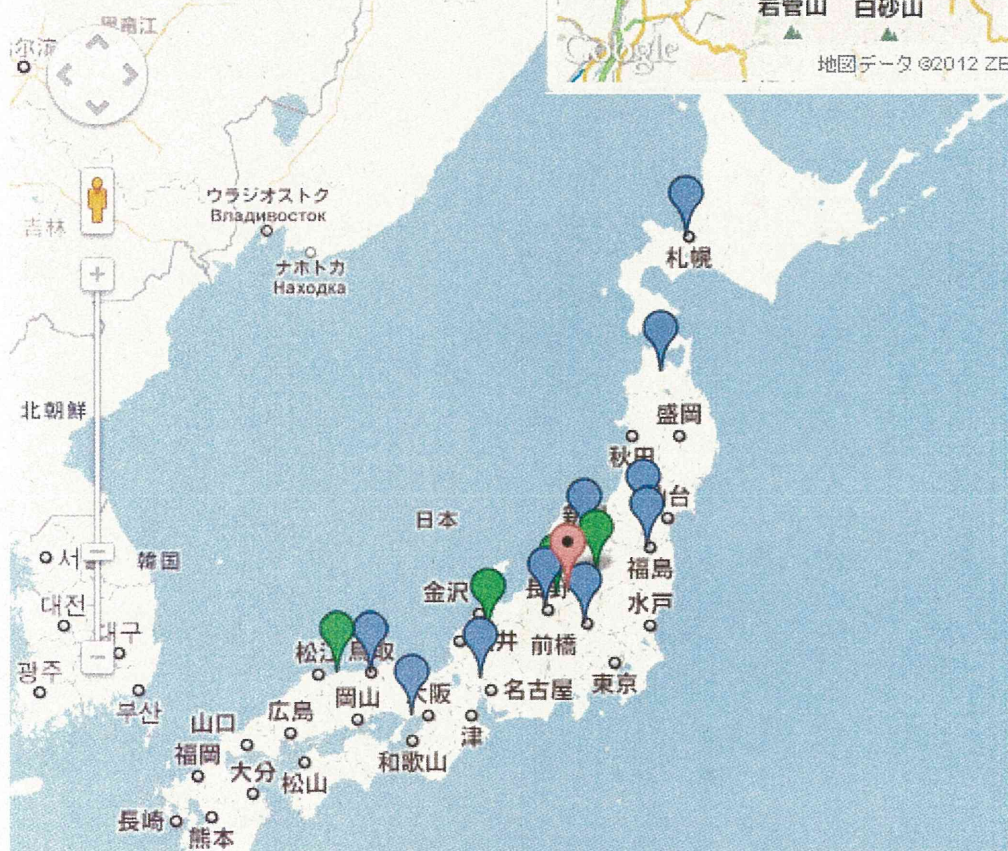 黒竜江
岩菅山 白砂山
Google
地図データ ©2012 ZE
ウラジオストク
Владивосток
吉林
ナホトカ
Находка
札幌
北朝鮮
盛岡
秋田
台
日本
서
韓国
福島
長野
金沢
水戸
대전
대구
井
前橋
松江
鳥取
광주
岡山
大阪
名古屋
東京
부산
広島
山口
津
福岡
和歌山
大分
松山
長崎
熊本